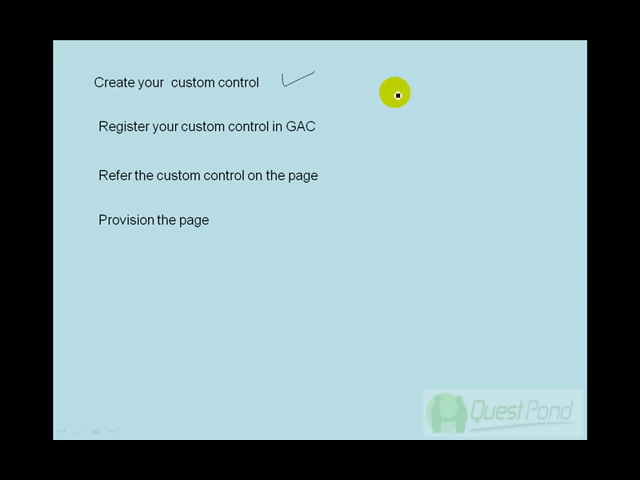 Create your custom control
Register your custom control in GAC
Refer the custom control on the page
Provision the page
QuestPond